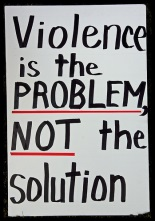 Violence
is the
PROBLEM,
NOT the
solution